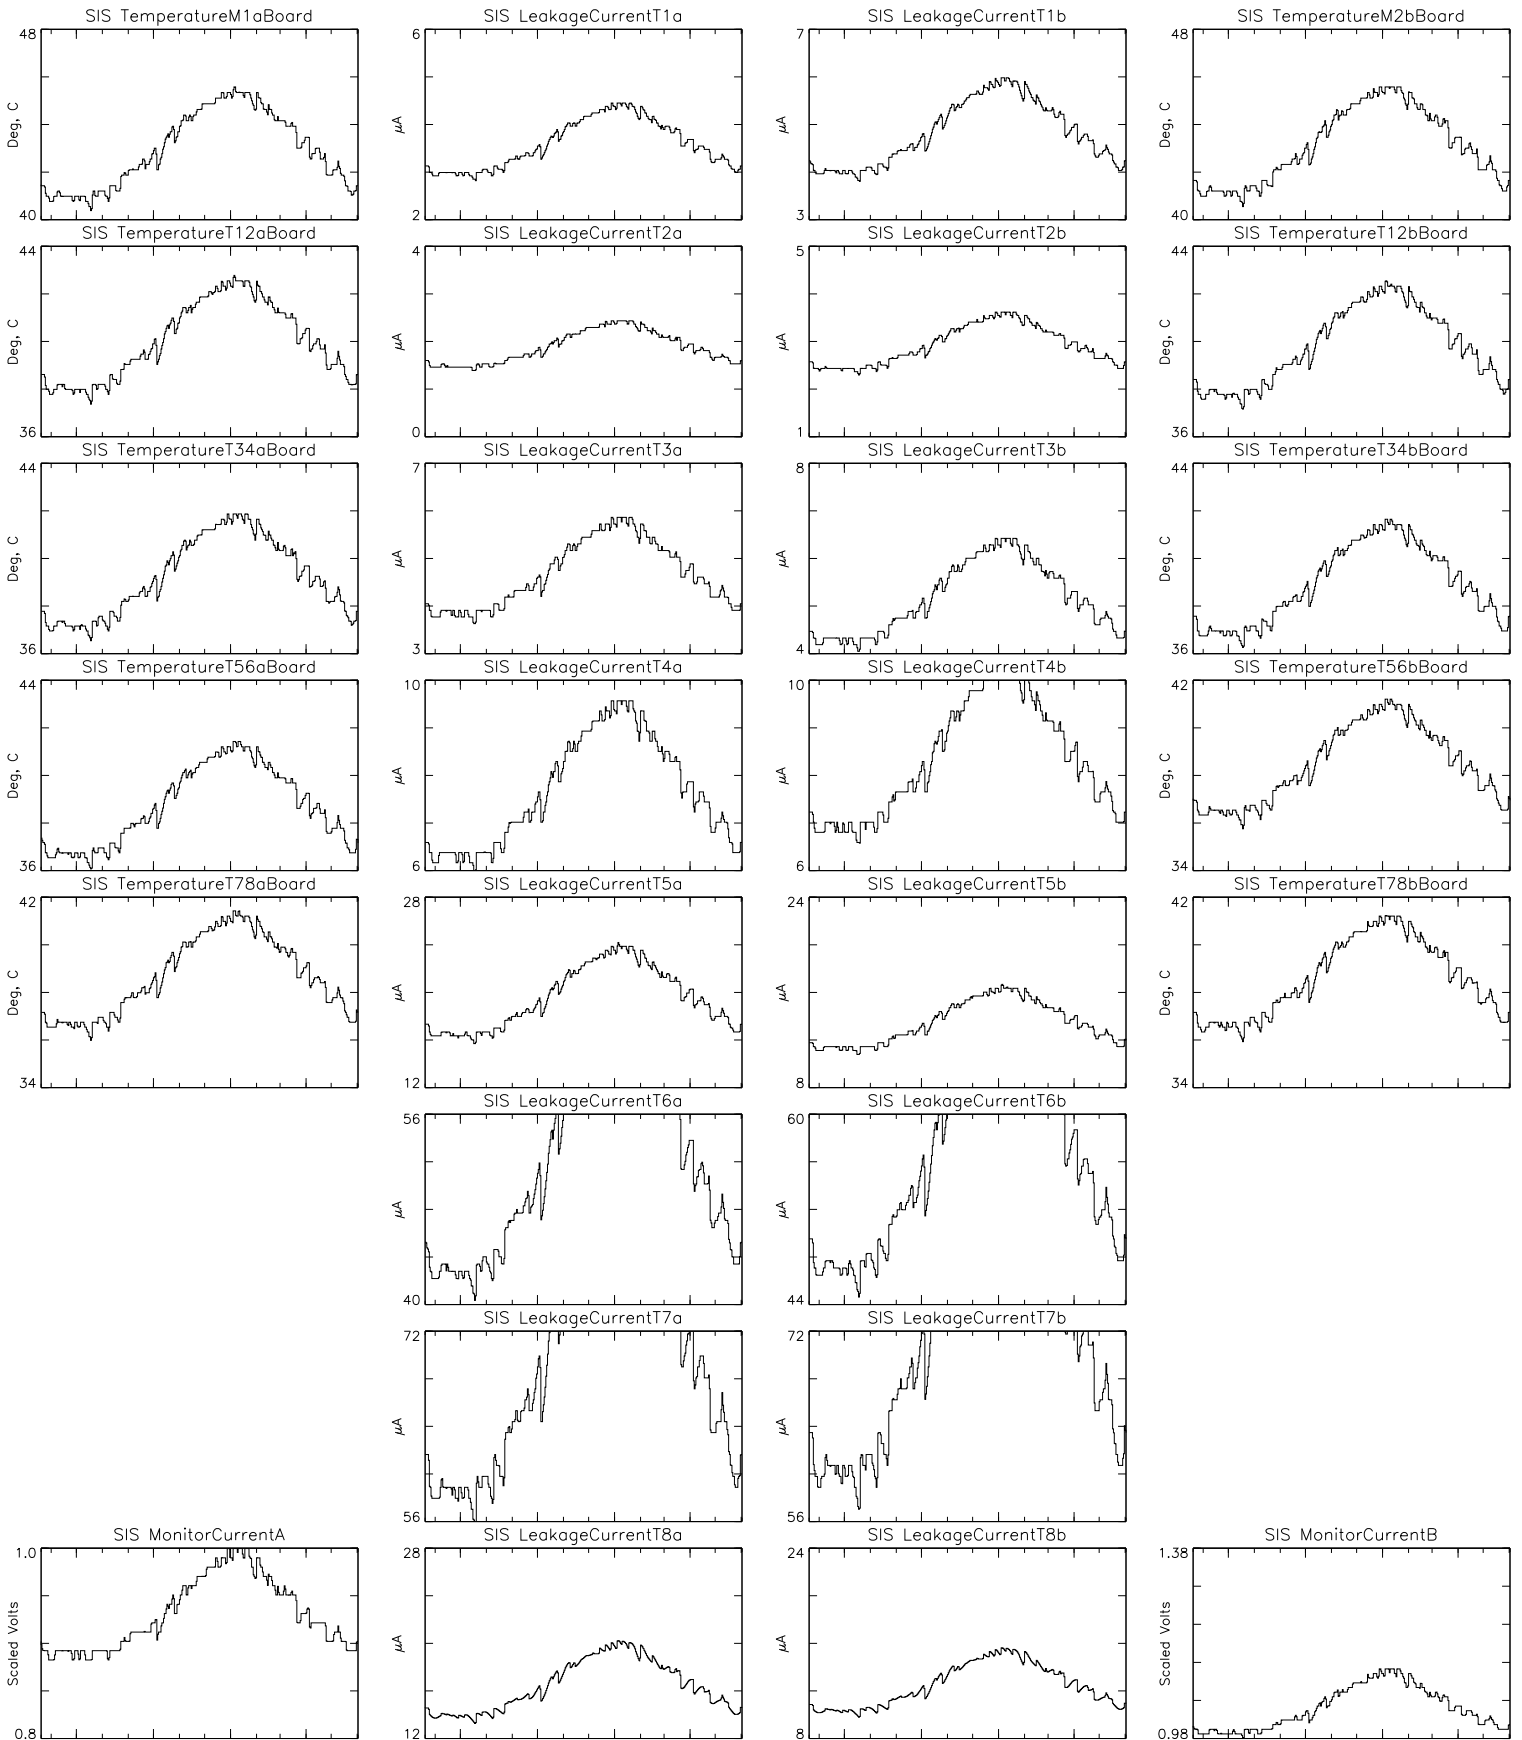 SIS TemperatureM1aBoard SIS LeakageCurrentT1a SIS LeakageCurrentT1b SIS TemperatureM2bBoard
48 6 7 48
Deg, C μA μA Deg, C
40 2 3 40
SIS TemperatureT12aBoard SIS LeakageCurrentT2a SIS LeakageCurrentT2b SIS TemperatureT12bBoard
44 4 5 44
Deg, C μA μA Deg, C
36 0 1 36
SIS TemperatureT34aBoard SIS LeakageCurrentT3a SIS LeakageCurrentT3b SIS TemperatureT34bBoard
44 7 8 44
Deg, C μA μA Deg, C
36 3 4 36
SIS TemperatureT56aBoard SIS LeakageCurrentT4a SIS LeakageCurrentT4b SIS TemperatureT56bBoard
44 10 10 42
Deg, C μA μA Deg, C
36 6 6 34
SIS TemperatureT78aBoard SIS LeakageCurrentT5a SIS LeakageCurrentT5b SIS TemperatureT78bBoard
42 28 24 42
Deg, C μA μA Deg, C
34 12 8 34
SIS LeakageCurrentT6a SIS LeakageCurrentT6b
56 60
μA μA
40 44
SIS LeakageCurrentT7a SIS LeakageCurrentT7b
72 72
μA μA
56 56
SIS MonitorCurrentA SIS LeakageCurrentT8a SIS LeakageCurrentT8b SIS MonitorCurrentB
1.0 28 24 1.38
Scaled Volts μA μA Scaled Volts
0.8 12 8 0.98